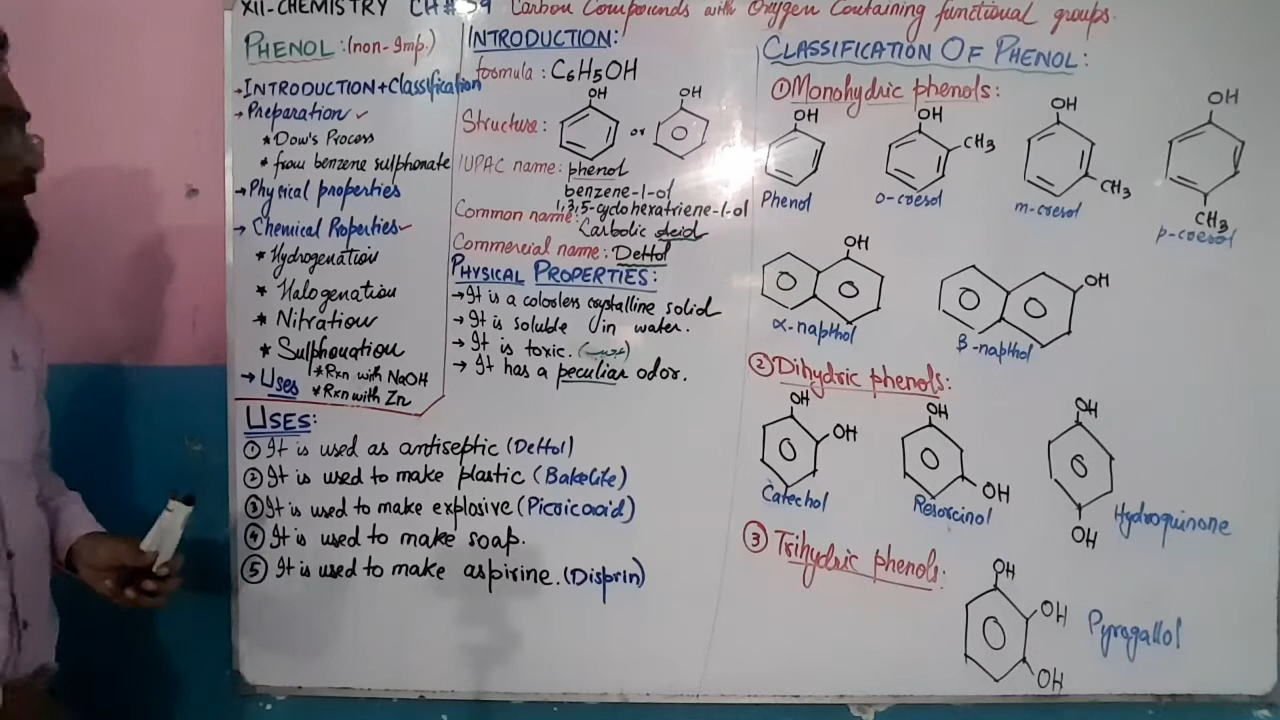 XII-CHEMISTRY CH# Carbon Compounds with Oxygen Containing functional groups.
PHENOL: (non-Imp.)
→INTRODUCTION+Classification
→Preparation ✓
* Dow's Process
* from benzene sulphonate
→Physical properties
→ Chemical Properties✓
* Hydrogenation
* Halogenation
* Nitration
* Sulphonation
* Rxn with NaOH
* Rxn with Zn
→ Uses
INTRODUCTION:
formula : C6H5OH
Structure: OH or OH
IUPAC name: phenol
benzene-1-ol
1,3,5-cyclohexatriene-1-ol
Common name: Carbolic acid
Commercial name: Dettol
PHYSICAL PROPERTIES:
→It is a colorless crystalline solid
→ It is soluble in water.
→ It is toxic.
→ It has a peculiar odor.
USES:
① It is used as antiseptic (Dettol)
② It is used to make plastic (Bakelite)
③ It is used to make explosive (Picric acid)
④ It is used to make soap.
⑤ It is used to make aspirine. (Disprin)
CLASSIFICATION OF PHENOL:
① Monohydric phenols:
OH
Phenol
OH
CH3
o-cresol
OH
CH3
m-cresol
OH
CH3
p-cresol
OH
α-napthol
OH
β-napthol
② Dihydric phenols:
OH
OH
Catechol
OH
OH
Resorcinol
OH
OH
Hydroquinone
③ Trihydric phenols:
OH
OH
OH
Pyrogallol